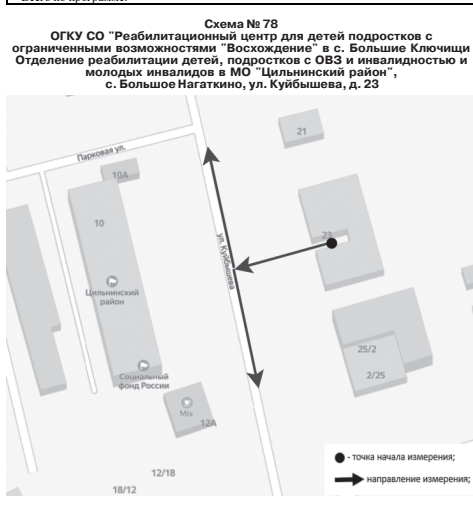 Схема № 78
ОГКУ СО "Реабилитационный центр для детей подростков с
ограниченными возможностями "Восхождение" в с. Большие Ключищи
Отделение реабилитации детей, подростков с ОВЗ и инвалидностью и
молодых инвалидов в МО "Цильнинский район",
с. Большое Нагаткино, ул. Куйбышева, д. 23
21
Парковая ул.
10А
10
23
ул. Куйбышева
Цильнинский
район
25/2
2/25
Социальный
фонд России
Mix
12А
- точка начала измерения;
12/18
- направление измерения;
18/12